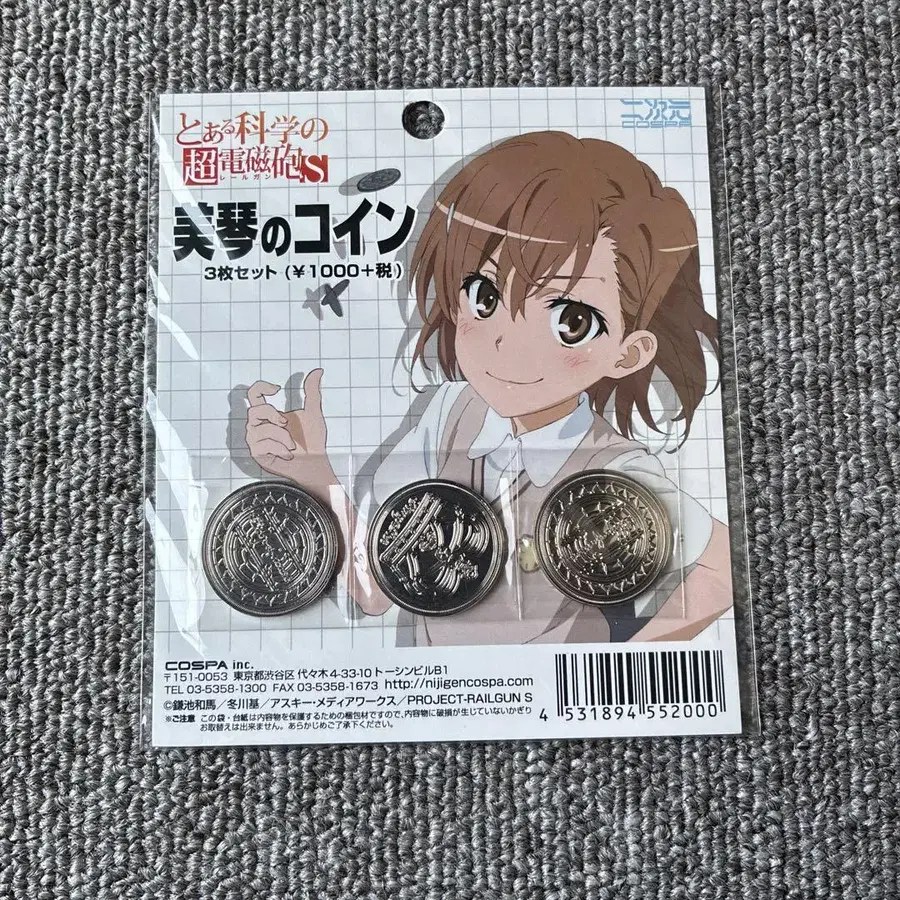 とある科学の
超電磁砲S
レールガン
二次元
COSPA
美琴のコイン
3枚セット (¥1000+税)
COSPA inc.
〒151-0053 東京都渋谷区 代々木4-33-10 トーシンビルB1
TEL 03-5358-1300 FAX 03-5358-1673 http://nijigencospa.com/
©鎌池和馬/冬川基/アスキー・メディアワークス/PROJECT-RAILGUN S
※ご注意 この袋・台紙は内容物を保護するための梱包材ですので、内容物に破損が生じていないかぎり
お取替えは出来ません。あらかじめご了承ください。
4 531894 552000